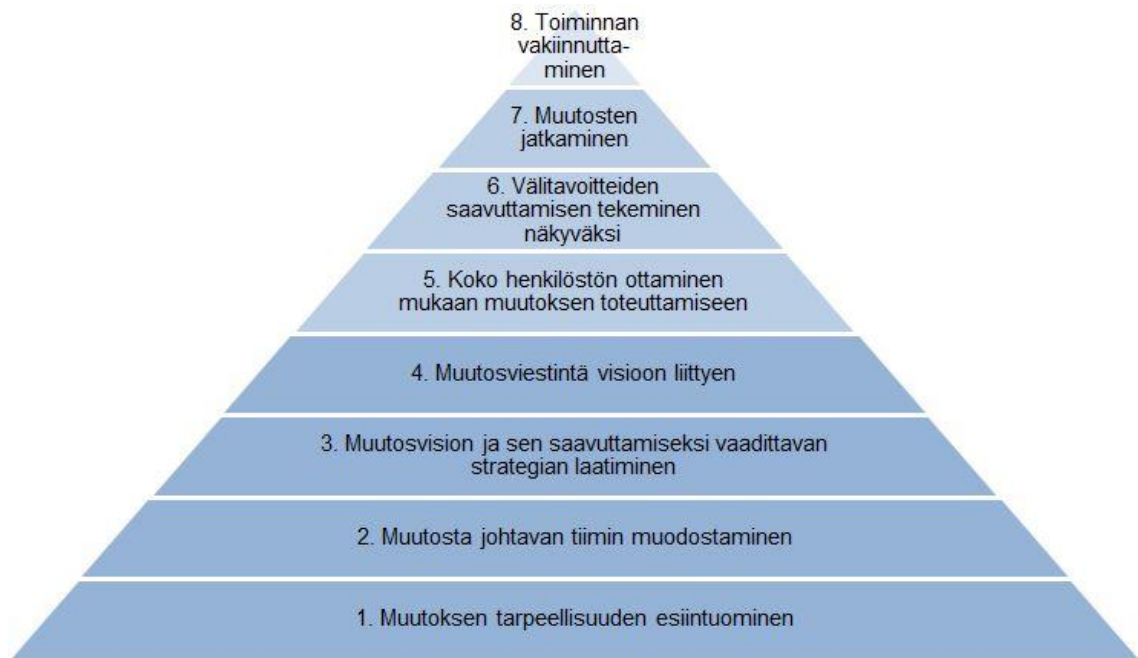 8. Toiminnan
vakiinnutta-
minen
7. Muutosten
jatkaminen
6. Välitavoitteiden
saavuttamisen tekeminen
näkyväksi
5. Koko henkilöstön ottaminen
mukaan muutoksen toteuttamiseen
4. Muutosviestintä visioon liittyen
3. Muutosvision ja sen saavuttamiseksi vaadittavan
strategian laatiminen
2. Muutosta johtavan tiimin muodostaminen
1. Muutoksen tarpeellisuuden esiintuominen